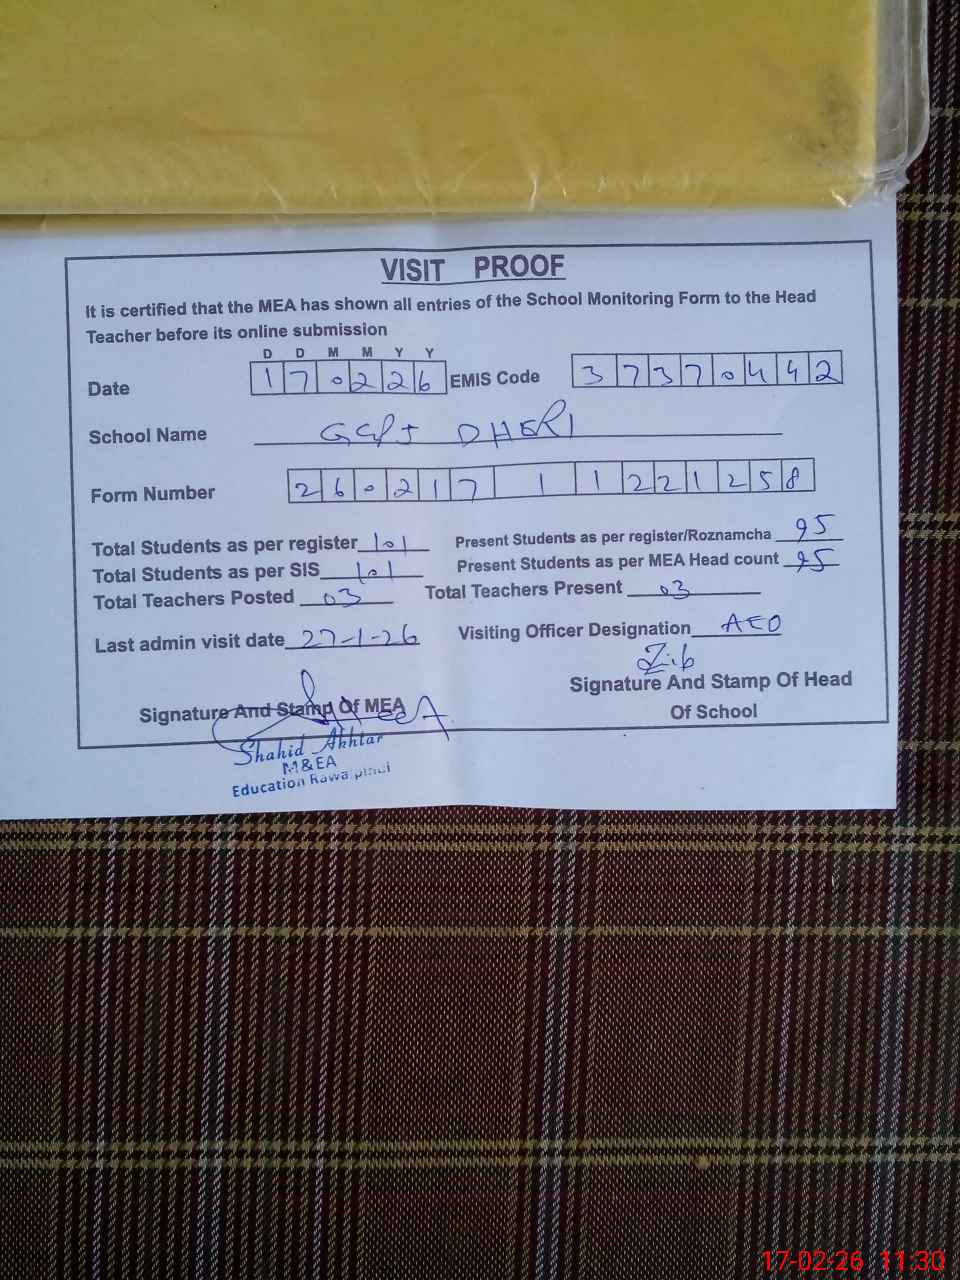 VISIT PROOF
It is certified that the MEA has shown all entries of the School Monitoring Form to the Head
Teacher before its online submission
D D M M Y Y
Date 1 7 0 2 2 6 EMIS Code 3 7 3 7 0 4 4 2
School Name GGPS DHERI
Form Number 2 6 0 2 1 7 1 1 2 2 1 2 5 8
Total Students as per register 101 Present Students as per register/Roznamcha 95
Total Students as per SIS 101 Present Students as per MEA Head count 95
Total Teachers Posted 03 Total Teachers Present 03
Last admin visit date 27-1-26 Visiting Officer Designation AEO
Signature And Stamp Of MEA
Signature And Stamp Of Head
Of School
Shahid Akhtar
M&EA
Education Rawalpindi
17-02-26 11:30